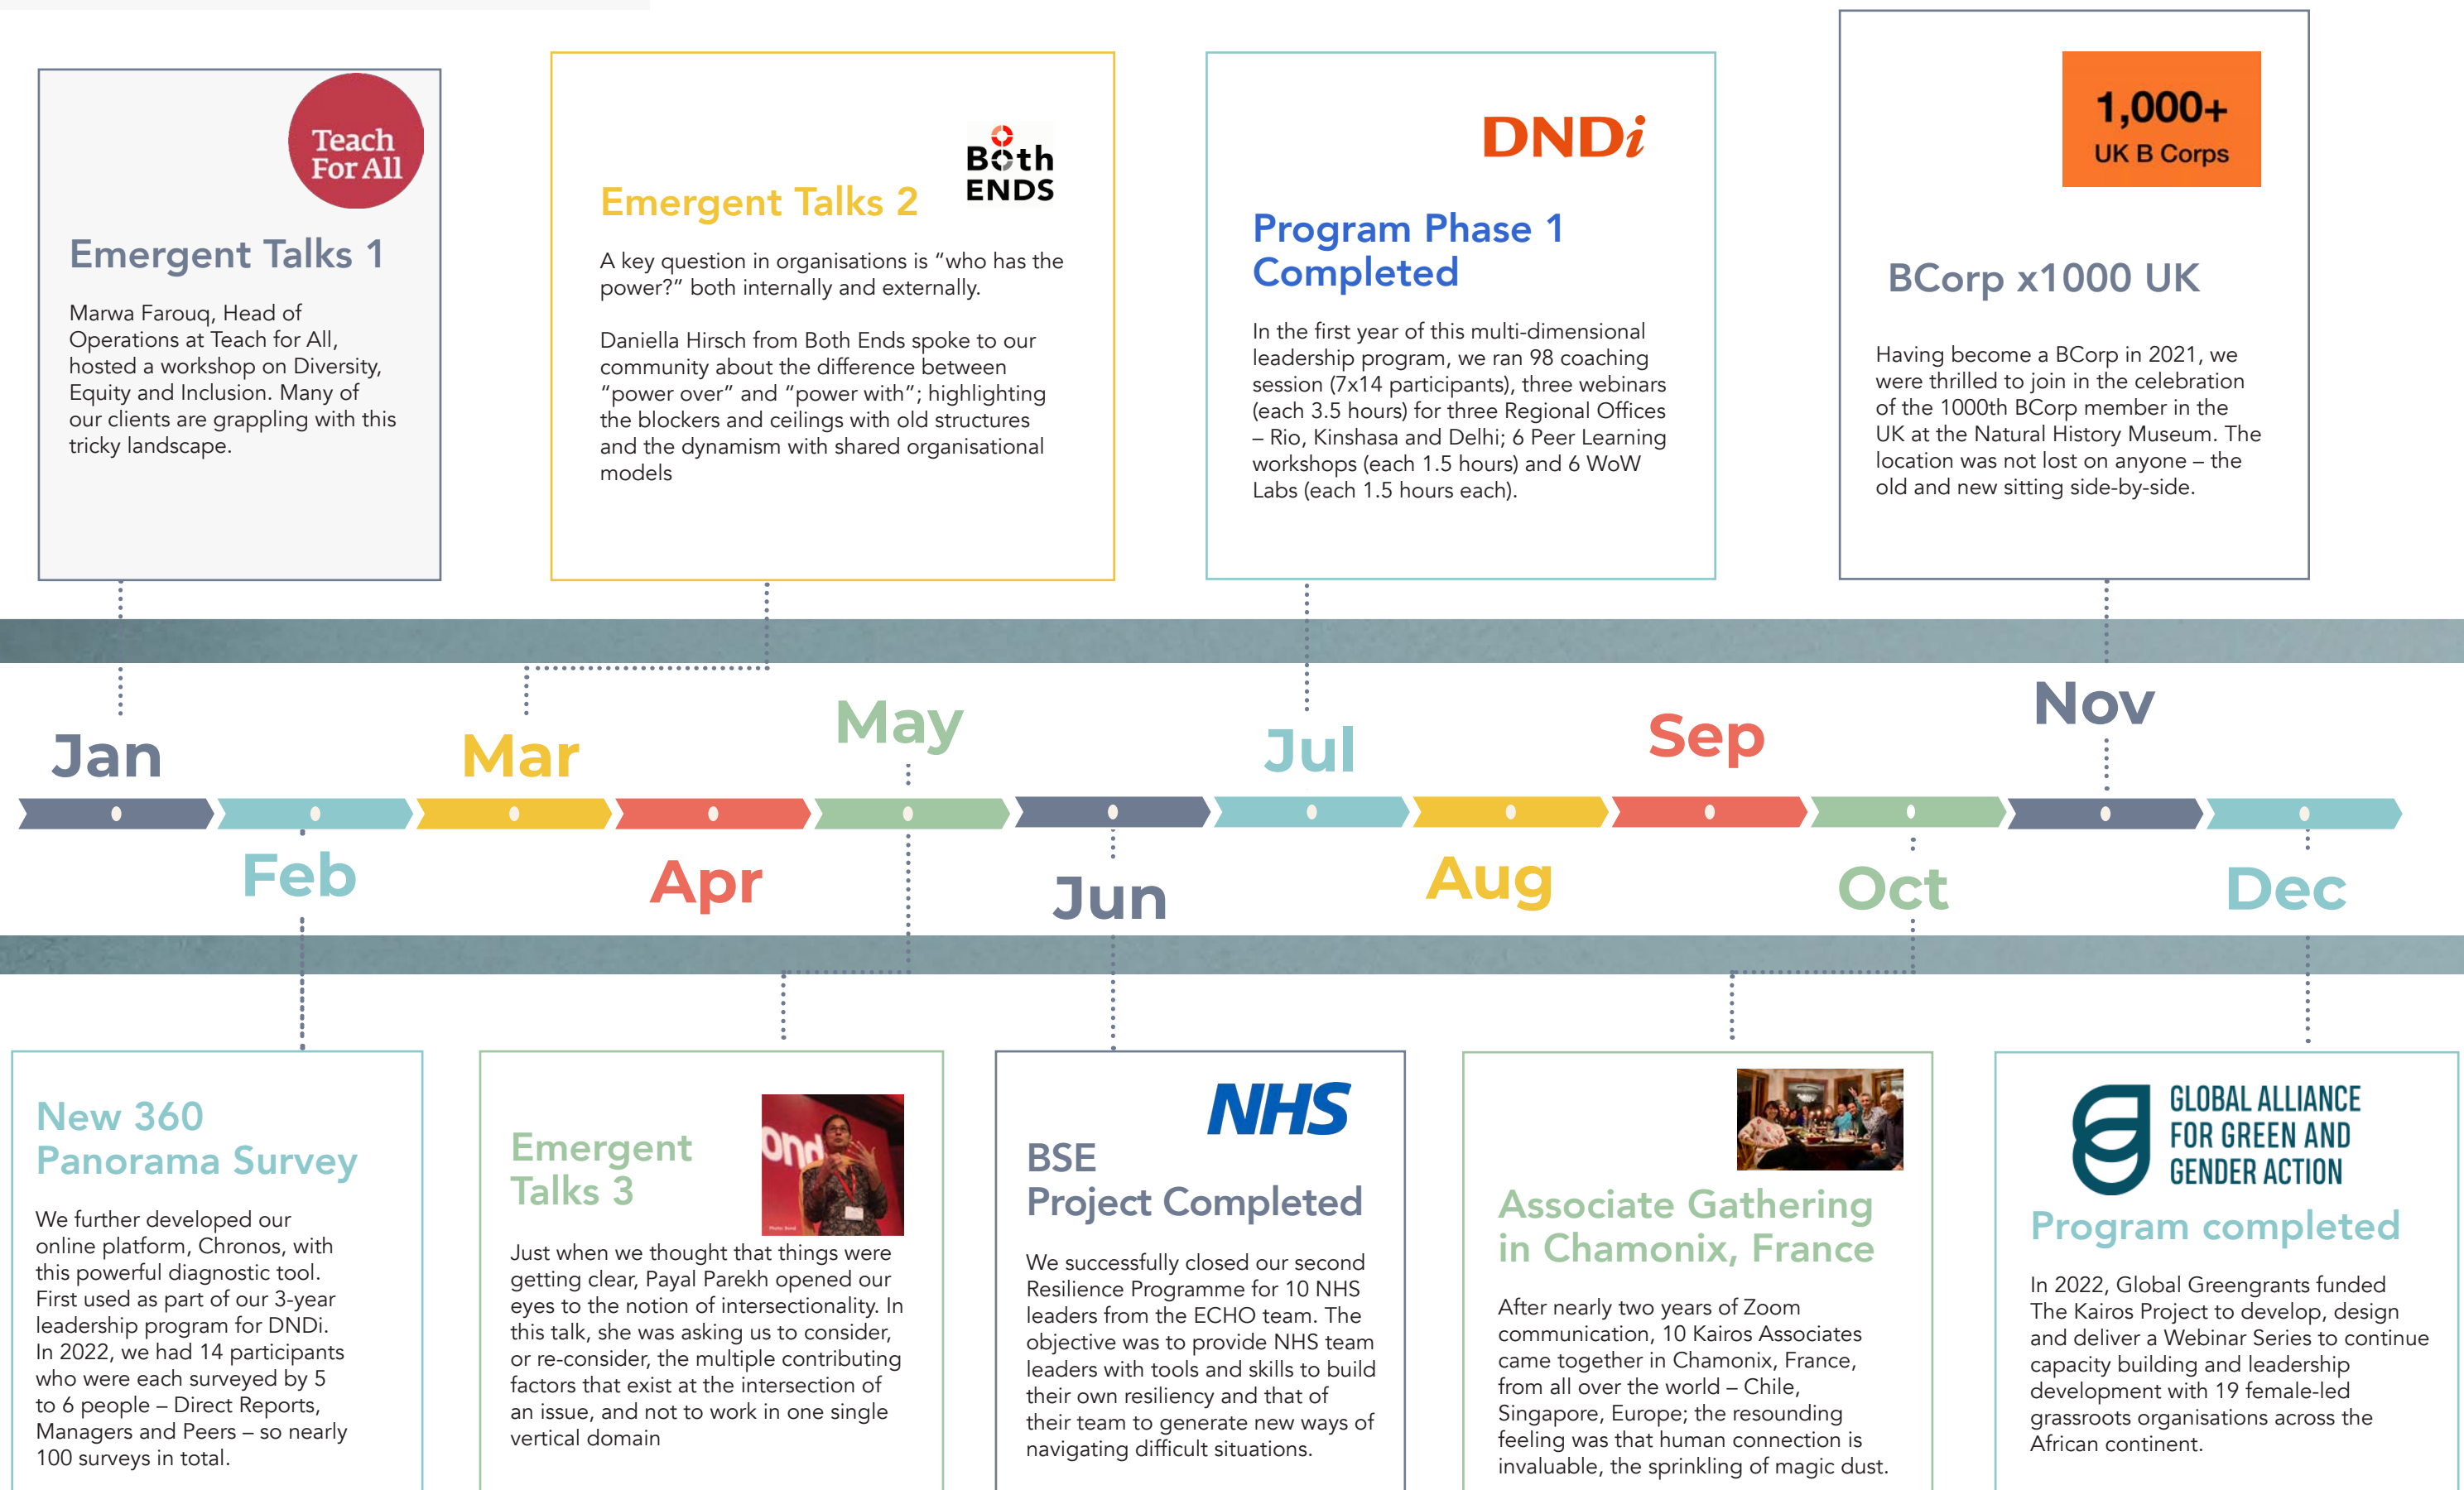 Teach
For All
Emergent Talks 1
Marwa Farouq, Head of
Operations at Teach for All,
hosted a workshop on Diversity,
Equity and Inclusion. Many of
our clients are grappling with this
tricky landscape.
Both
ENDS
Emergent Talks 2
A key question in organisations is “who has the
power?” both internally and externally.
Daniella Hirsch from Both Ends spoke to our
community about the difference between
“power over” and “power with”; highlighting
the blockers and ceilings with old structures
and the dynamism with shared organisational
models
DNDi
Program Phase 1
Completed
In the first year of this multi-dimensional
leadership program, we ran 98 coaching
session (7x14 participants), three webinars
(each 3.5 hours) for three Regional Offices
– Rio, Kinshasa and Delhi; 6 Peer Learning
workshops (each 1.5 hours) and 6 WoW
Labs (each 1.5 hours each).
1,000+
UK B Corps
BCorp x1000 UK
Having become a BCorp in 2021, we
were thrilled to join in the celebration
of the 1000th BCorp member in the
UK at the Natural History Museum. The
location was not lost on anyone – the
old and new sitting side-by-side.
Jan
Feb
Mar
Apr
May
Jun
Jul
Aug
Sep
Oct
Nov
Dec
New 360
Panorama Survey
We further developed our
online platform, Chronos, with
this powerful diagnostic tool.
First used as part of our 3-year
leadership program for DNDi.
In 2022, we had 14 participants
who were each surveyed by 5
to 6 people – Direct Reports,
Managers and Peers – so nearly
100 surveys in total.
ond
Photo: Bond
Emergent
Talks 3
Just when we thought that things were
getting clear, Payal Parekh opened our
eyes to the notion of intersectionality. In
this talk, she was asking us to consider,
or re-consider, the multiple contributing
factors that exist at the intersection of
an issue, and not to work in one single
vertical domain
NHS
BSE
Project Completed
We successfully closed our second
Resilience Programme for 10 NHS
leaders from the ECHO team. The
objective was to provide NHS team
leaders with tools and skills to build
their own resiliency and that of
their team to generate new ways of
navigating difficult situations.
Associate Gathering
in Chamonix, France
After nearly two years of Zoom
communication, 10 Kairos Associates
came together in Chamonix, France,
from all over the world – Chile,
Singapore, Europe; the resounding
feeling was that human connection is
invaluable, the sprinkling of magic dust.
GLOBAL ALLIANCE
FOR GREEN AND
GENDER ACTION
Program completed
In 2022, Global Greengrants funded
The Kairos Project to develop, design
and deliver a Webinar Series to continue
capacity building and leadership
development with 19 female-led
grassroots organisations across the
African continent.